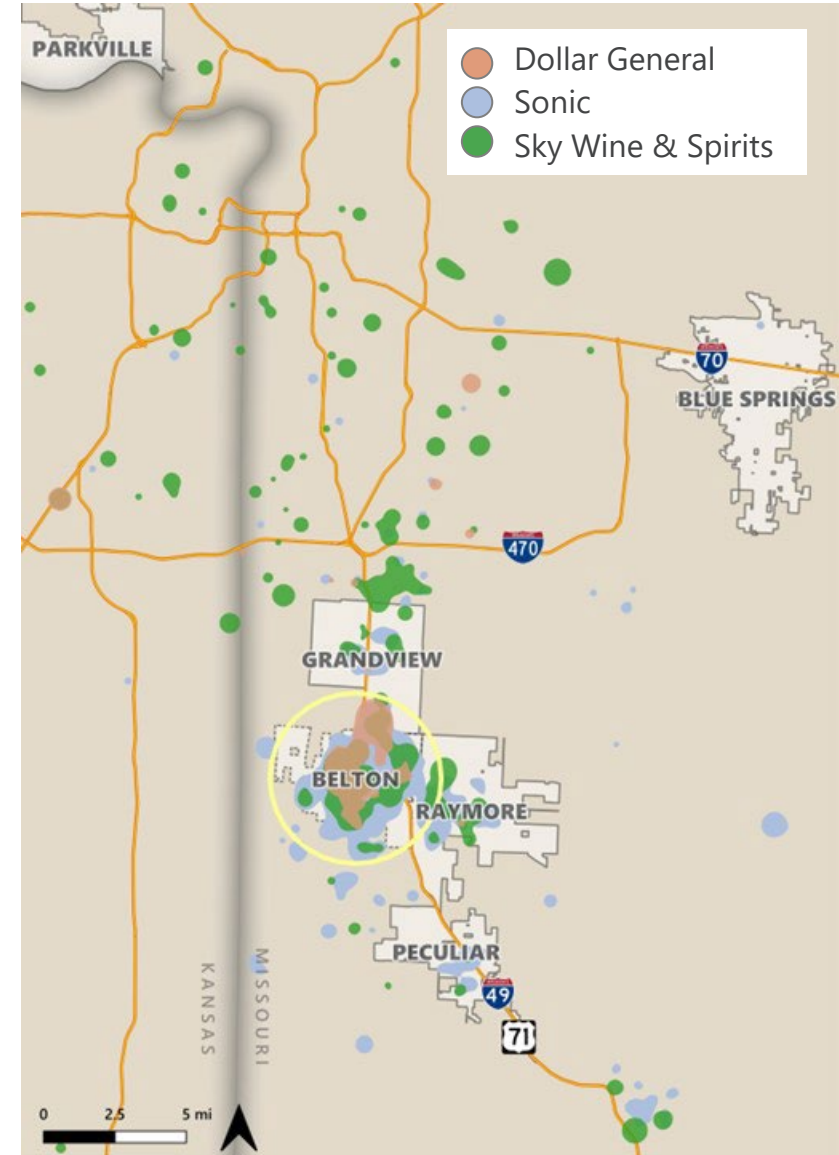 PARKVILLE
Dollar General
Sonic
Sky Wine & Spirits
70
BLUE SPRINGS
470
GRANDVIEW
BELTON
RAYMORE
PECULIAR
KANSAS
MISSOURI
49
71
0 2.5 5 mi